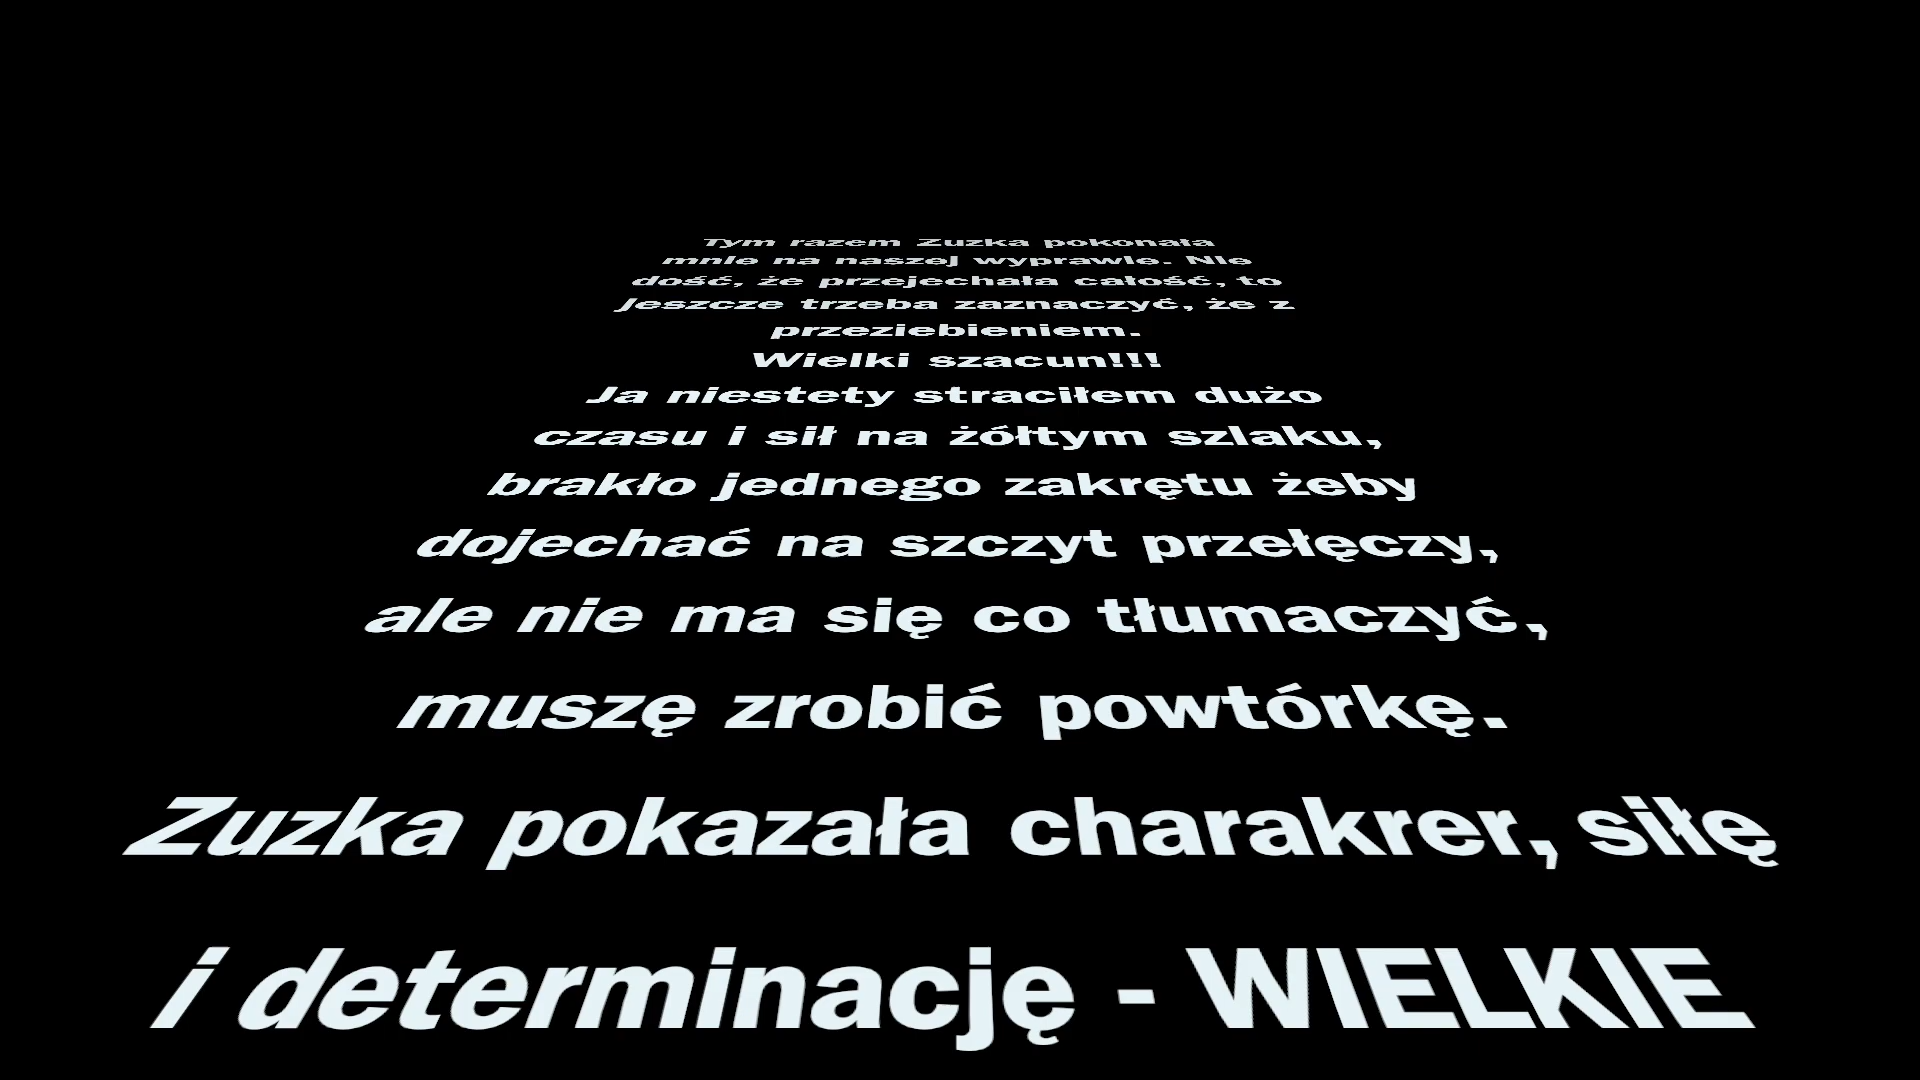 Tym razem Zuzka pokonała
mnie na naszej wyprawie. Nie
dość, że przejechała całość, to
Jeszcze trzeba zaznaczyć, że z
przeziebieniem.
Wielki szacun!!!
Ja niestety straciłem dużo
czasu i sił na żółtym szlaku,
brakło jednego zakrętu żeby
dojechać na szczyt przełęczy,
ale nie ma się co tłumaczyć,
muszę zrobić powtórkę.
Zuzka pokazała charakrer, siłę
i determinację - WIELKIE